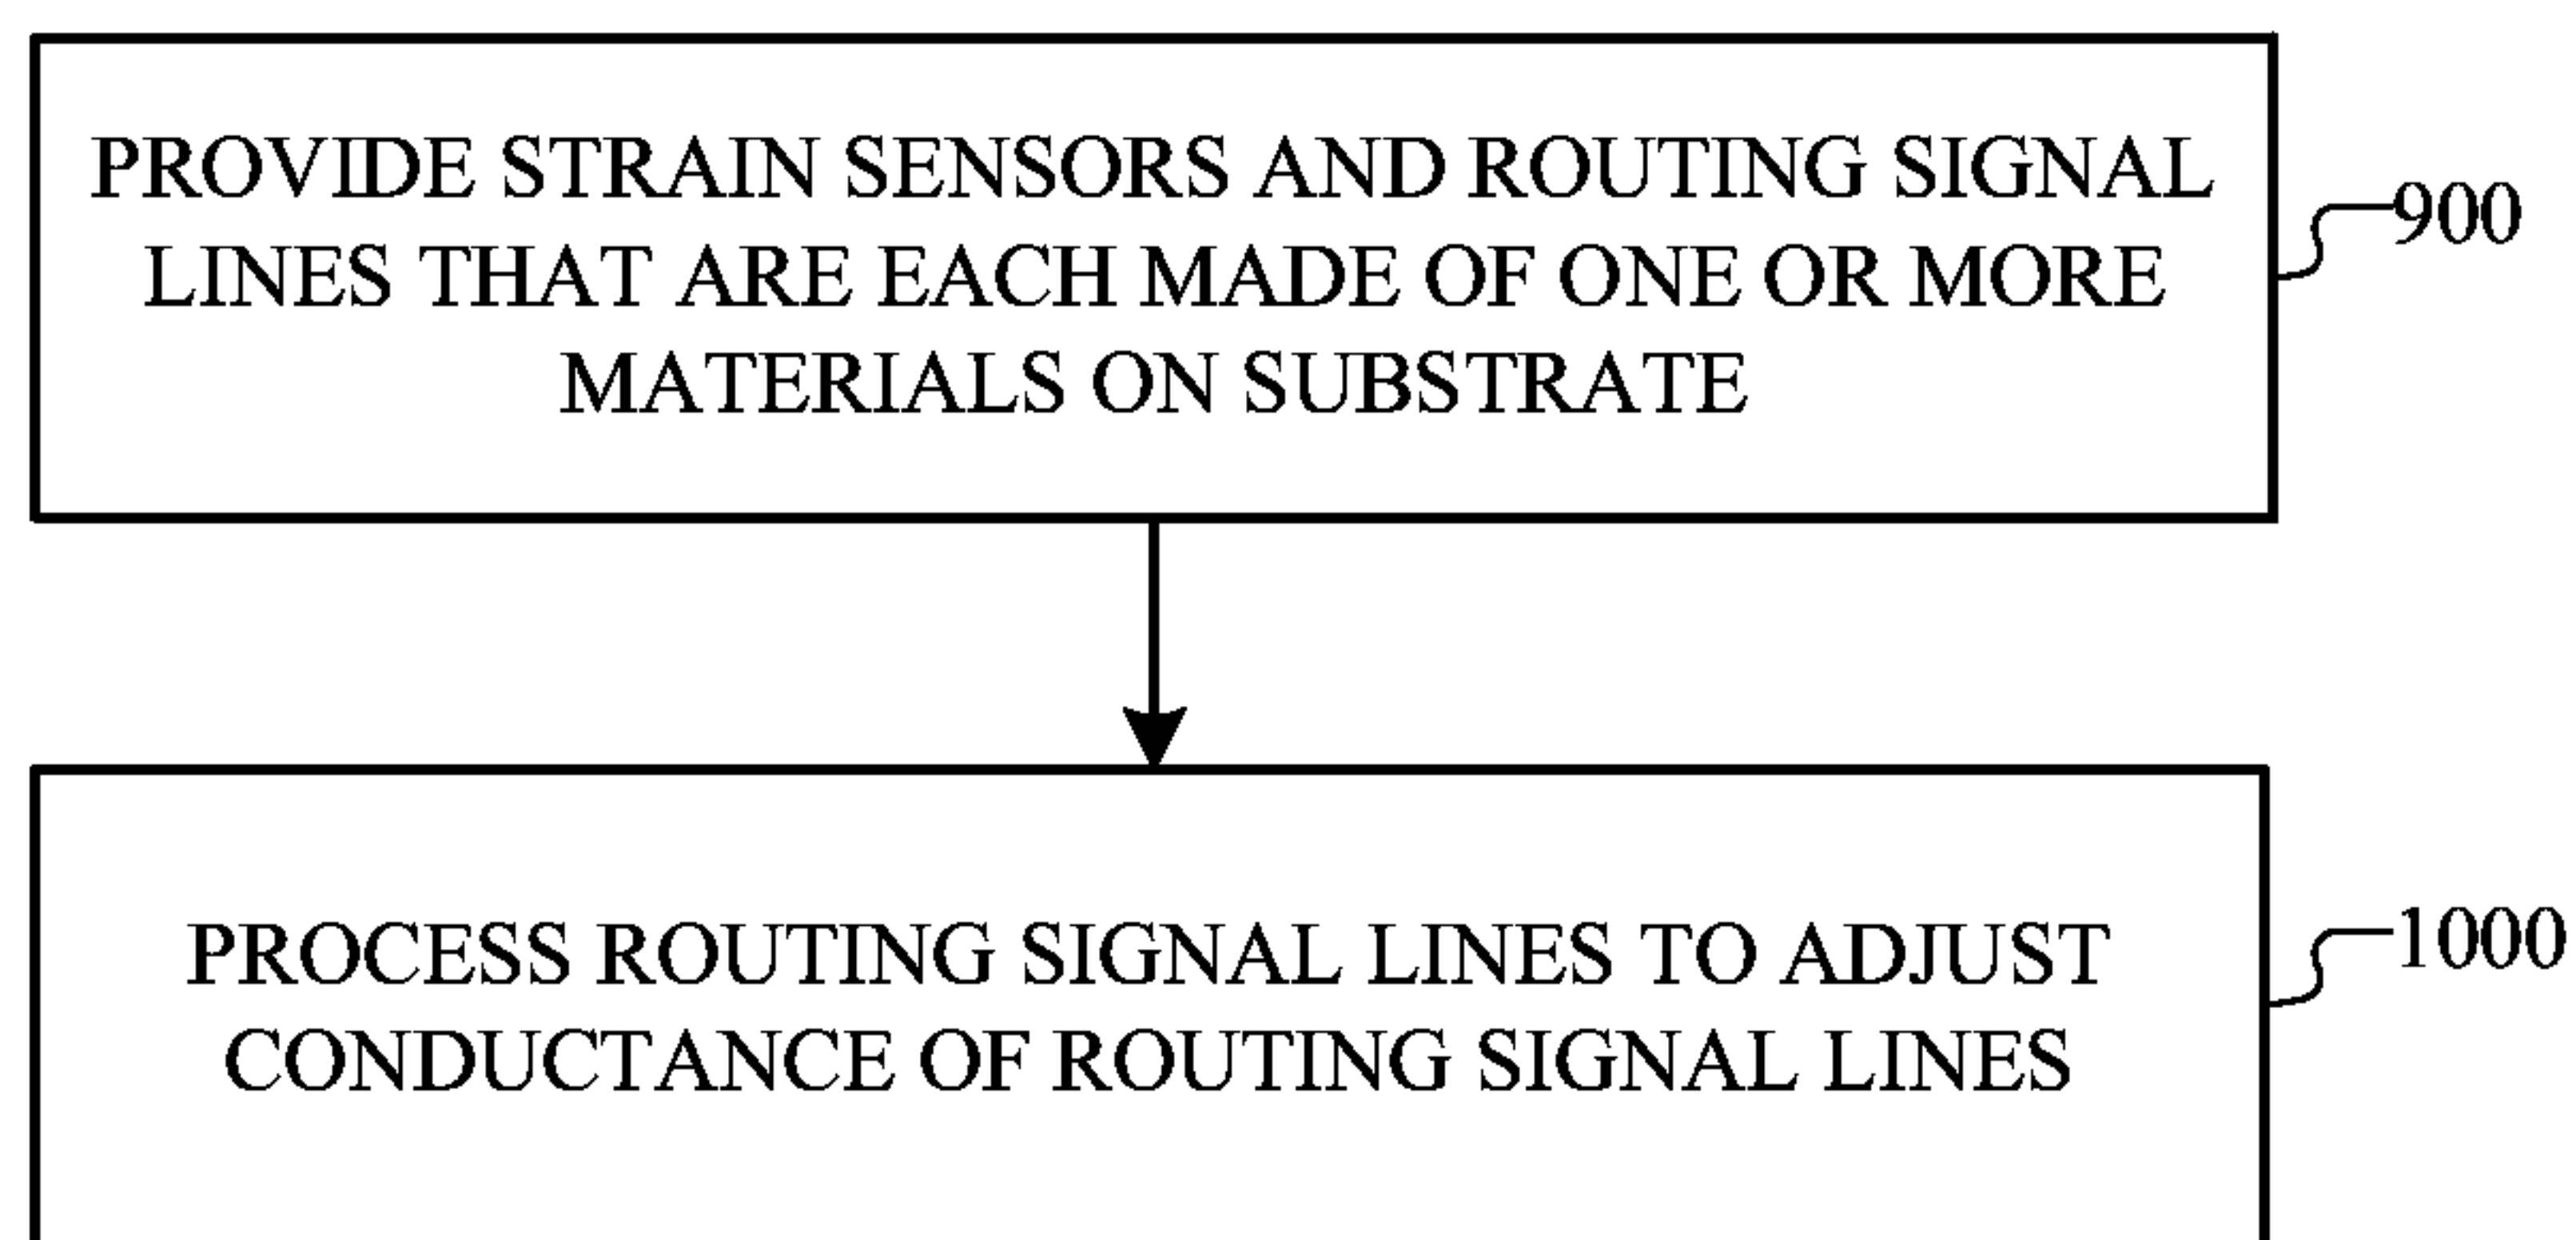 PROVIDE STRAIN SENSORS AND ROUTING SIGNAL
LINES THAT ARE EACH MADE OF ONE OR MORE
MATERIALS ON SUBSTRATE
900
PROCESS ROUTING SIGNAL LINES TO ADJUST
CONDUCTANCE OF ROUTING SIGNAL LINES
1000